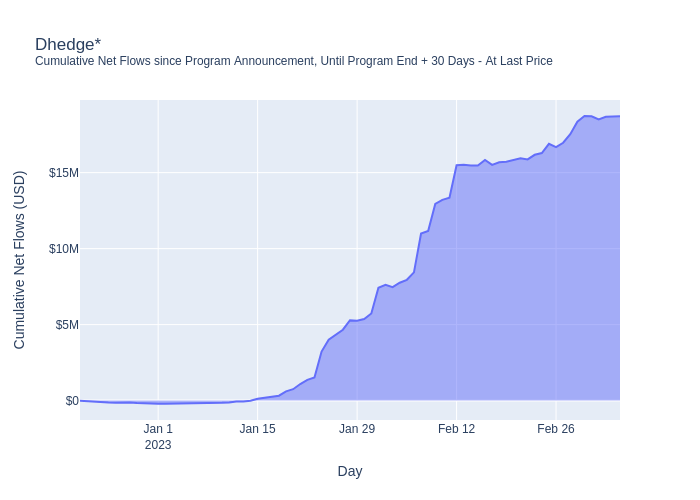 Dhedge*
Cumulative Net Flows since Program Announcement, Until Program End + 30 Days - At Last Price
Cumulative Net Flows (USD)
$15M
$10M
$5M
$0
Jan 1
2023
Jan 15
Jan 29
Feb 12
Feb 26
Day